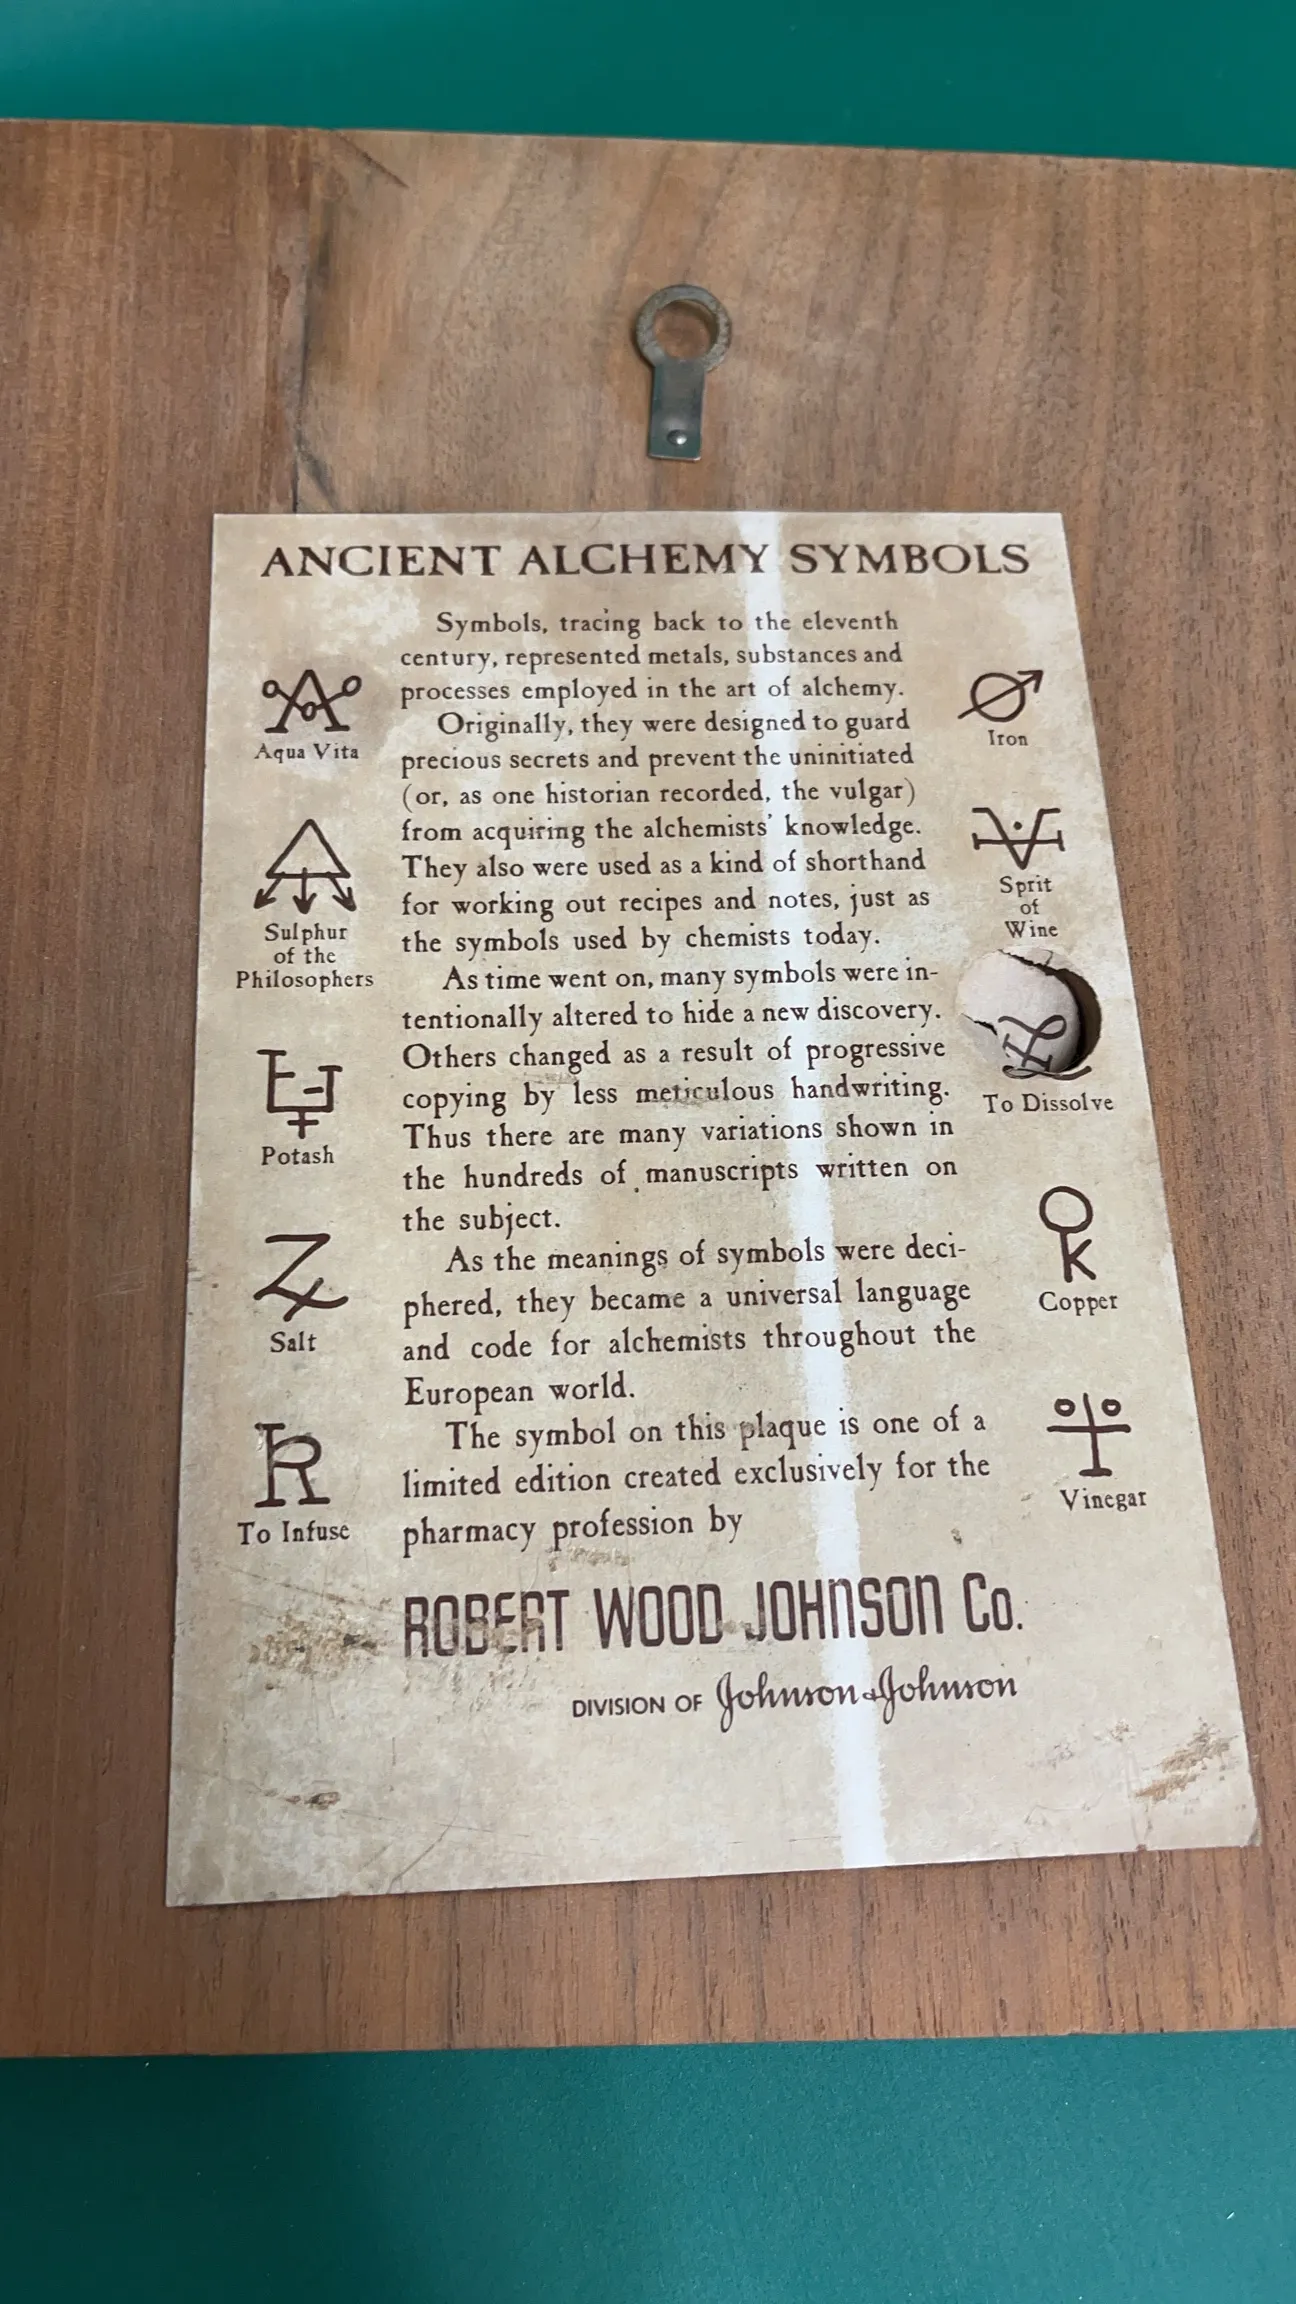 ANCIENT ALCHEMY SYMBOLS
Symbols, tracing back to the eleventh
century, represented metals, substances and
processes employed in the art of alchemy.
Originally, they were designed to guard
precious secrets and prevent the uninitiated
(or, as one historian recorded, the vulgar)
from acquiring the alchemists' knowledge.
They also were used as a kind of shorthand
for working out recipes and notes, just as
the symbols used by chemists today.
As time went on, many symbols were in-
tentionally altered to hide a new discovery.
Others changed as a result of progressive
copying by less meticulous handwriting.
Thus there are many variations shown in
the hundreds of manuscripts written on
the subject.
As the meanings of symbols were deci-
phered, they became a universal language
and code for alchemists throughout the
European world.
The symbol on this plaque is one of a
limited edition created exclusively for the
pharmacy profession by
ROBERT WOOD JOHNSON Co.
DIVISION OF Johnson & Johnson
Aqua Vita
Sulphur
of the
Philosophers
Potash
Salt
To Infuse
Iron
Sprit
of
Wine
To Dissolve
Copper
Vinegar